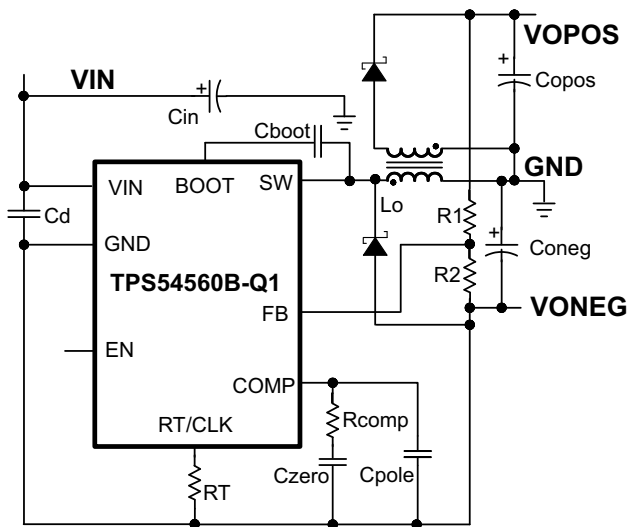 VOPOS
VIN
Copos
Cin
Cboot
GND
VIN
BOOT
SW
Lo
Cd
R1
GND
Coneg
TPS54560B-Q1
R2
FB
VONEG
EN
COMP
RT/CLK
Rcomp
RT
Czero
Cpole